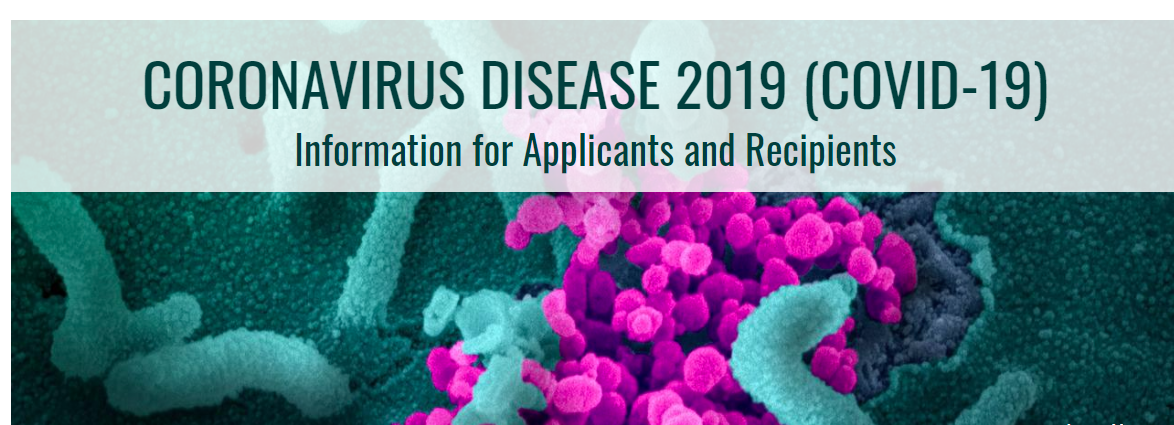 CORONAVIRUS DISEASE 2019 (COVID-19)
Information for Applicants and Recipients